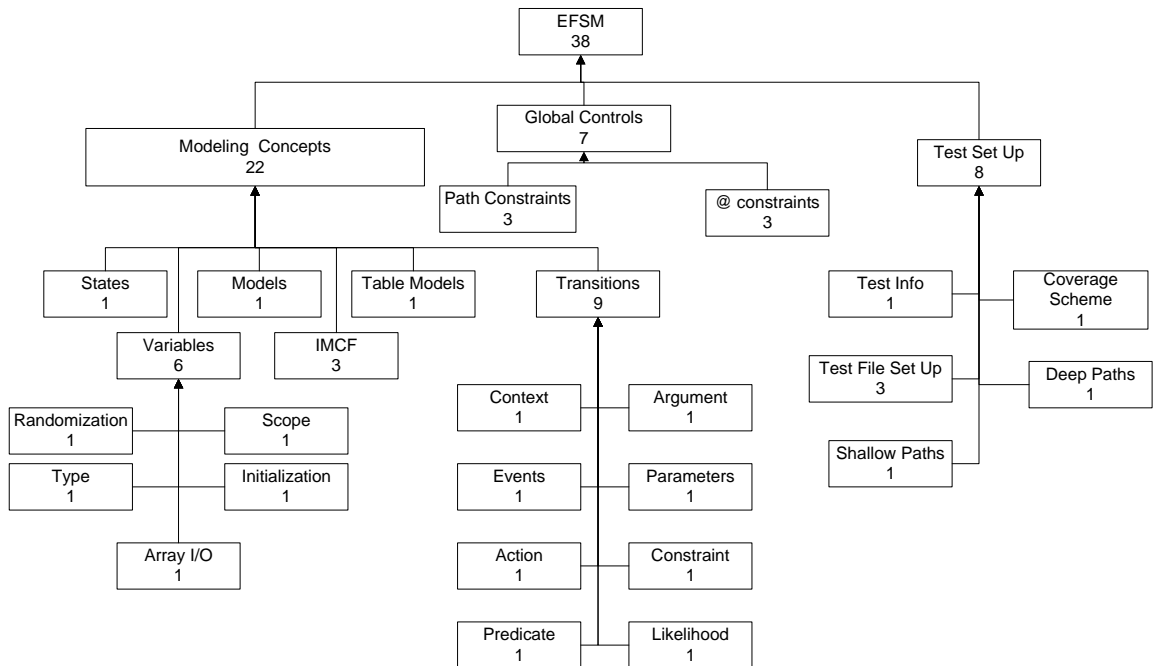 EFSM
38
Modeling Concepts
22
Global Controls
7
Test Set Up
8
Path Constraints
3
@ constraints
3
States
1
Models
1
Table Models
1
Transitions
9
Variables
6
IMCF
3
Test Info
1
Coverage
Scheme
1
Test File Set Up
3
Deep Paths
1
Shallow Paths
1
Randomization
1
Scope
1
Type
1
Initialization
1
Array I/O
1
Context
1
Argument
1
Events
1
Parameters
1
Action
1
Constraint
1
Predicate
1
Likelihood
1